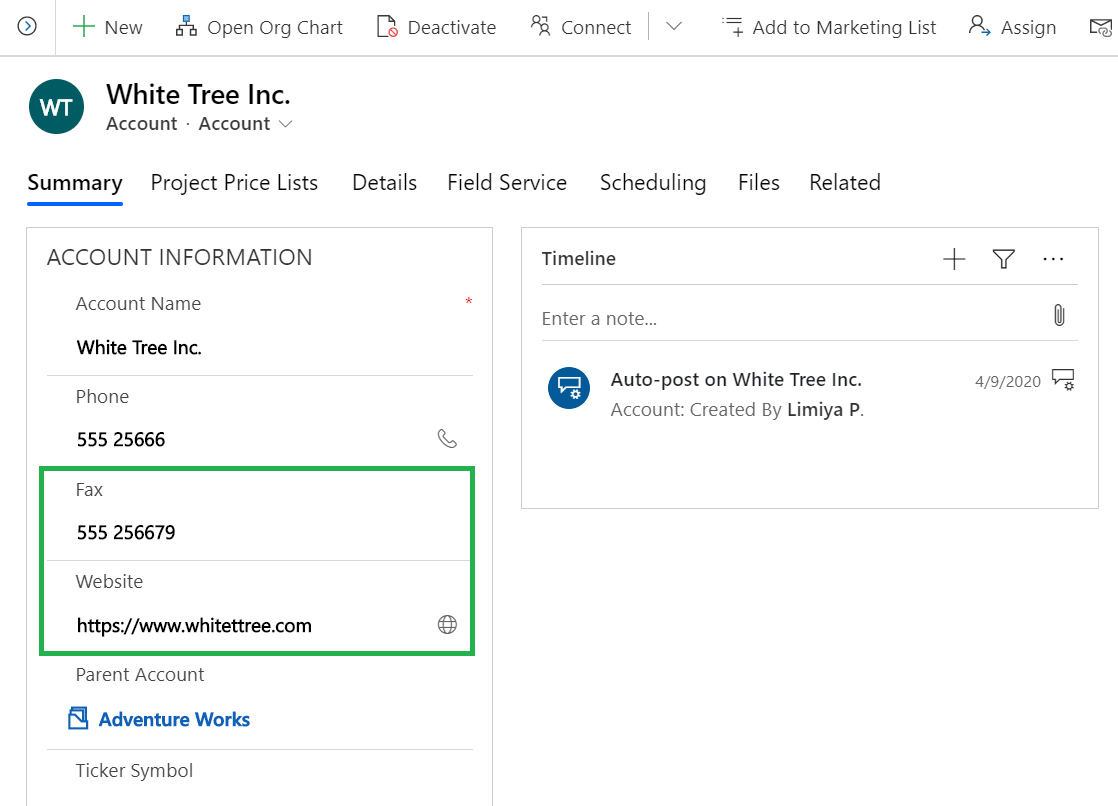 New Open Org Chart Deactivate Connect Add to Marketing List Assign
WT
White Tree Inc.
Account · Account
Summary Project Price Lists Details Field Service Scheduling Files Related
ACCOUNT INFORMATION
Account Name *
White Tree Inc.
Phone
555 25666
Fax
555 256679
Website
https://www.whitettree.com
Parent Account
Adventure Works
Ticker Symbol
Timeline
Enter a note...
Auto-post on White Tree Inc. 4/9/2020
Account: Created By Limiya P.